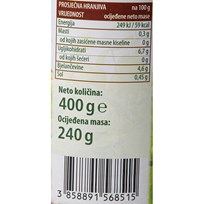 PROSJEČNA HRANJIVA na 100 g
VRIJEDNOST ocijeđene neto mase
Energija 249 kJ / 59 kcal
Masti 0,3 g
od kojih zasićene masne kiseline 0 g
Ugljikohidrati 6,7 g
od kojih šećeri 0 g
Bjelančevine 4,6 g
Sol 0,45 g
Neto količina:
400 g e
Ocijeđena masa:
240 g
3 858891 568515